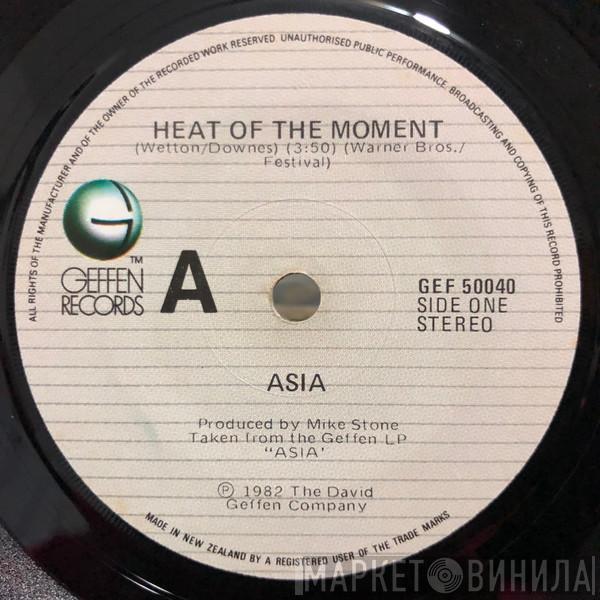 ALL RIGHTS OF THE MANUFACTURER AND OF THE OWNER OF THE RECORDED WORK RESERVED. UNAUTHORISED PUBLIC PERFORMANCE, BROADCASTING AND COPYING OF THIS RECORD PROHIBITED
HEAT OF THE MOMENT
(Wetton/Downes) (3:50) (Warner Bros./
Festival)
G
TM
GEFFEN
RECORDS
A
GEF 50040
SIDE ONE
STEREO
ASIA
Produced by Mike Stone
Taken from the Geffen LP
"ASIA'
Ⓟ 1982 The David
Geffen Company
MADE IN NEW ZEALAND BY A REGISTERED USER OF THE TRADE MARKS
МАРКЕТ ВИНИЛА